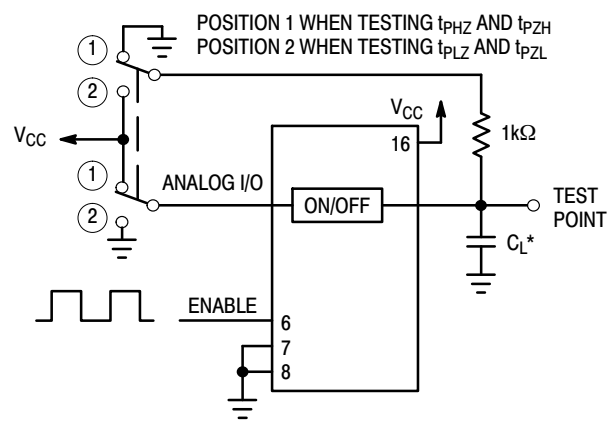 POSITION 1 WHEN TESTING tPHZ AND tPZH
POSITION 2 WHEN TESTING tPLZ AND tPZL
1
2
VCC
1
2
ANALOG I/O
ON/OFF
VCC
16
1kΩ
TEST
POINT
CL*
ENABLE
6
7
8